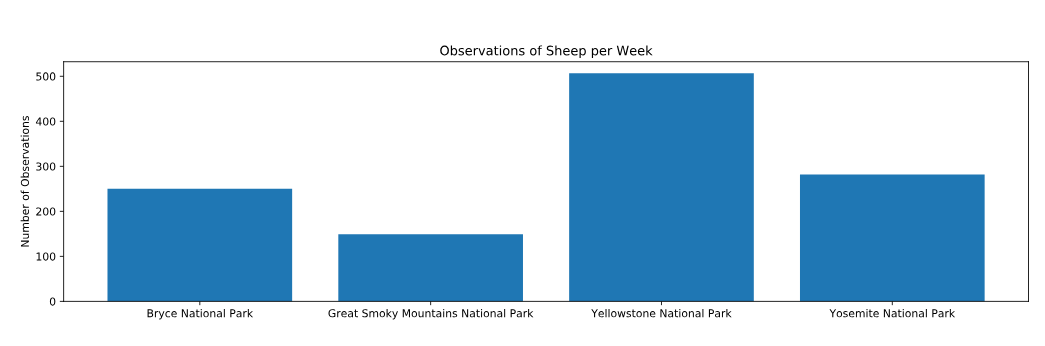 Observations of Sheep per Week
Number of Observations
500
400
300
200
100
0
Bryce National Park
Great Smoky Mountains National Park
Yellowstone National Park
Yosemite National Park